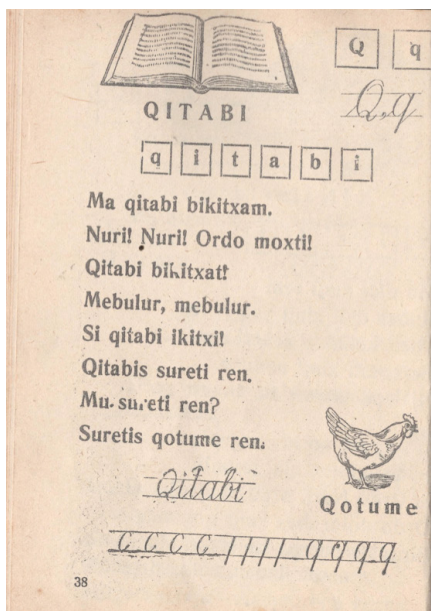 Q q
QITABI
Q, q
q i t a b i
Ma qitabi bikitxam.
Nuri! Nuri! Ordo moxti!
Qitabi bikitxat!
Mebulur, mebulur.
Si qitabi ikitxi!
Qitabis sureti ren.
Mu sureti ren?
Suretis qotume ren.
Qitabi
Qotume
c c c c l l l l q q q q
38